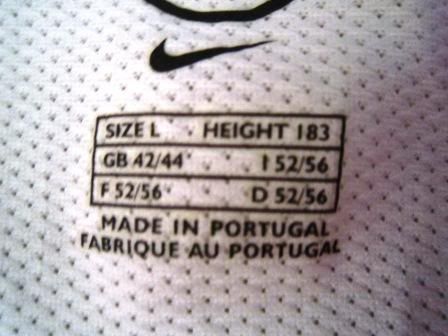 SIZE L HEIGHT 183
GB 42/44 I 52/56
F 52/56 D 52/56
MADE IN PORTUGAL
FABRIQUE AU PORTUGAL